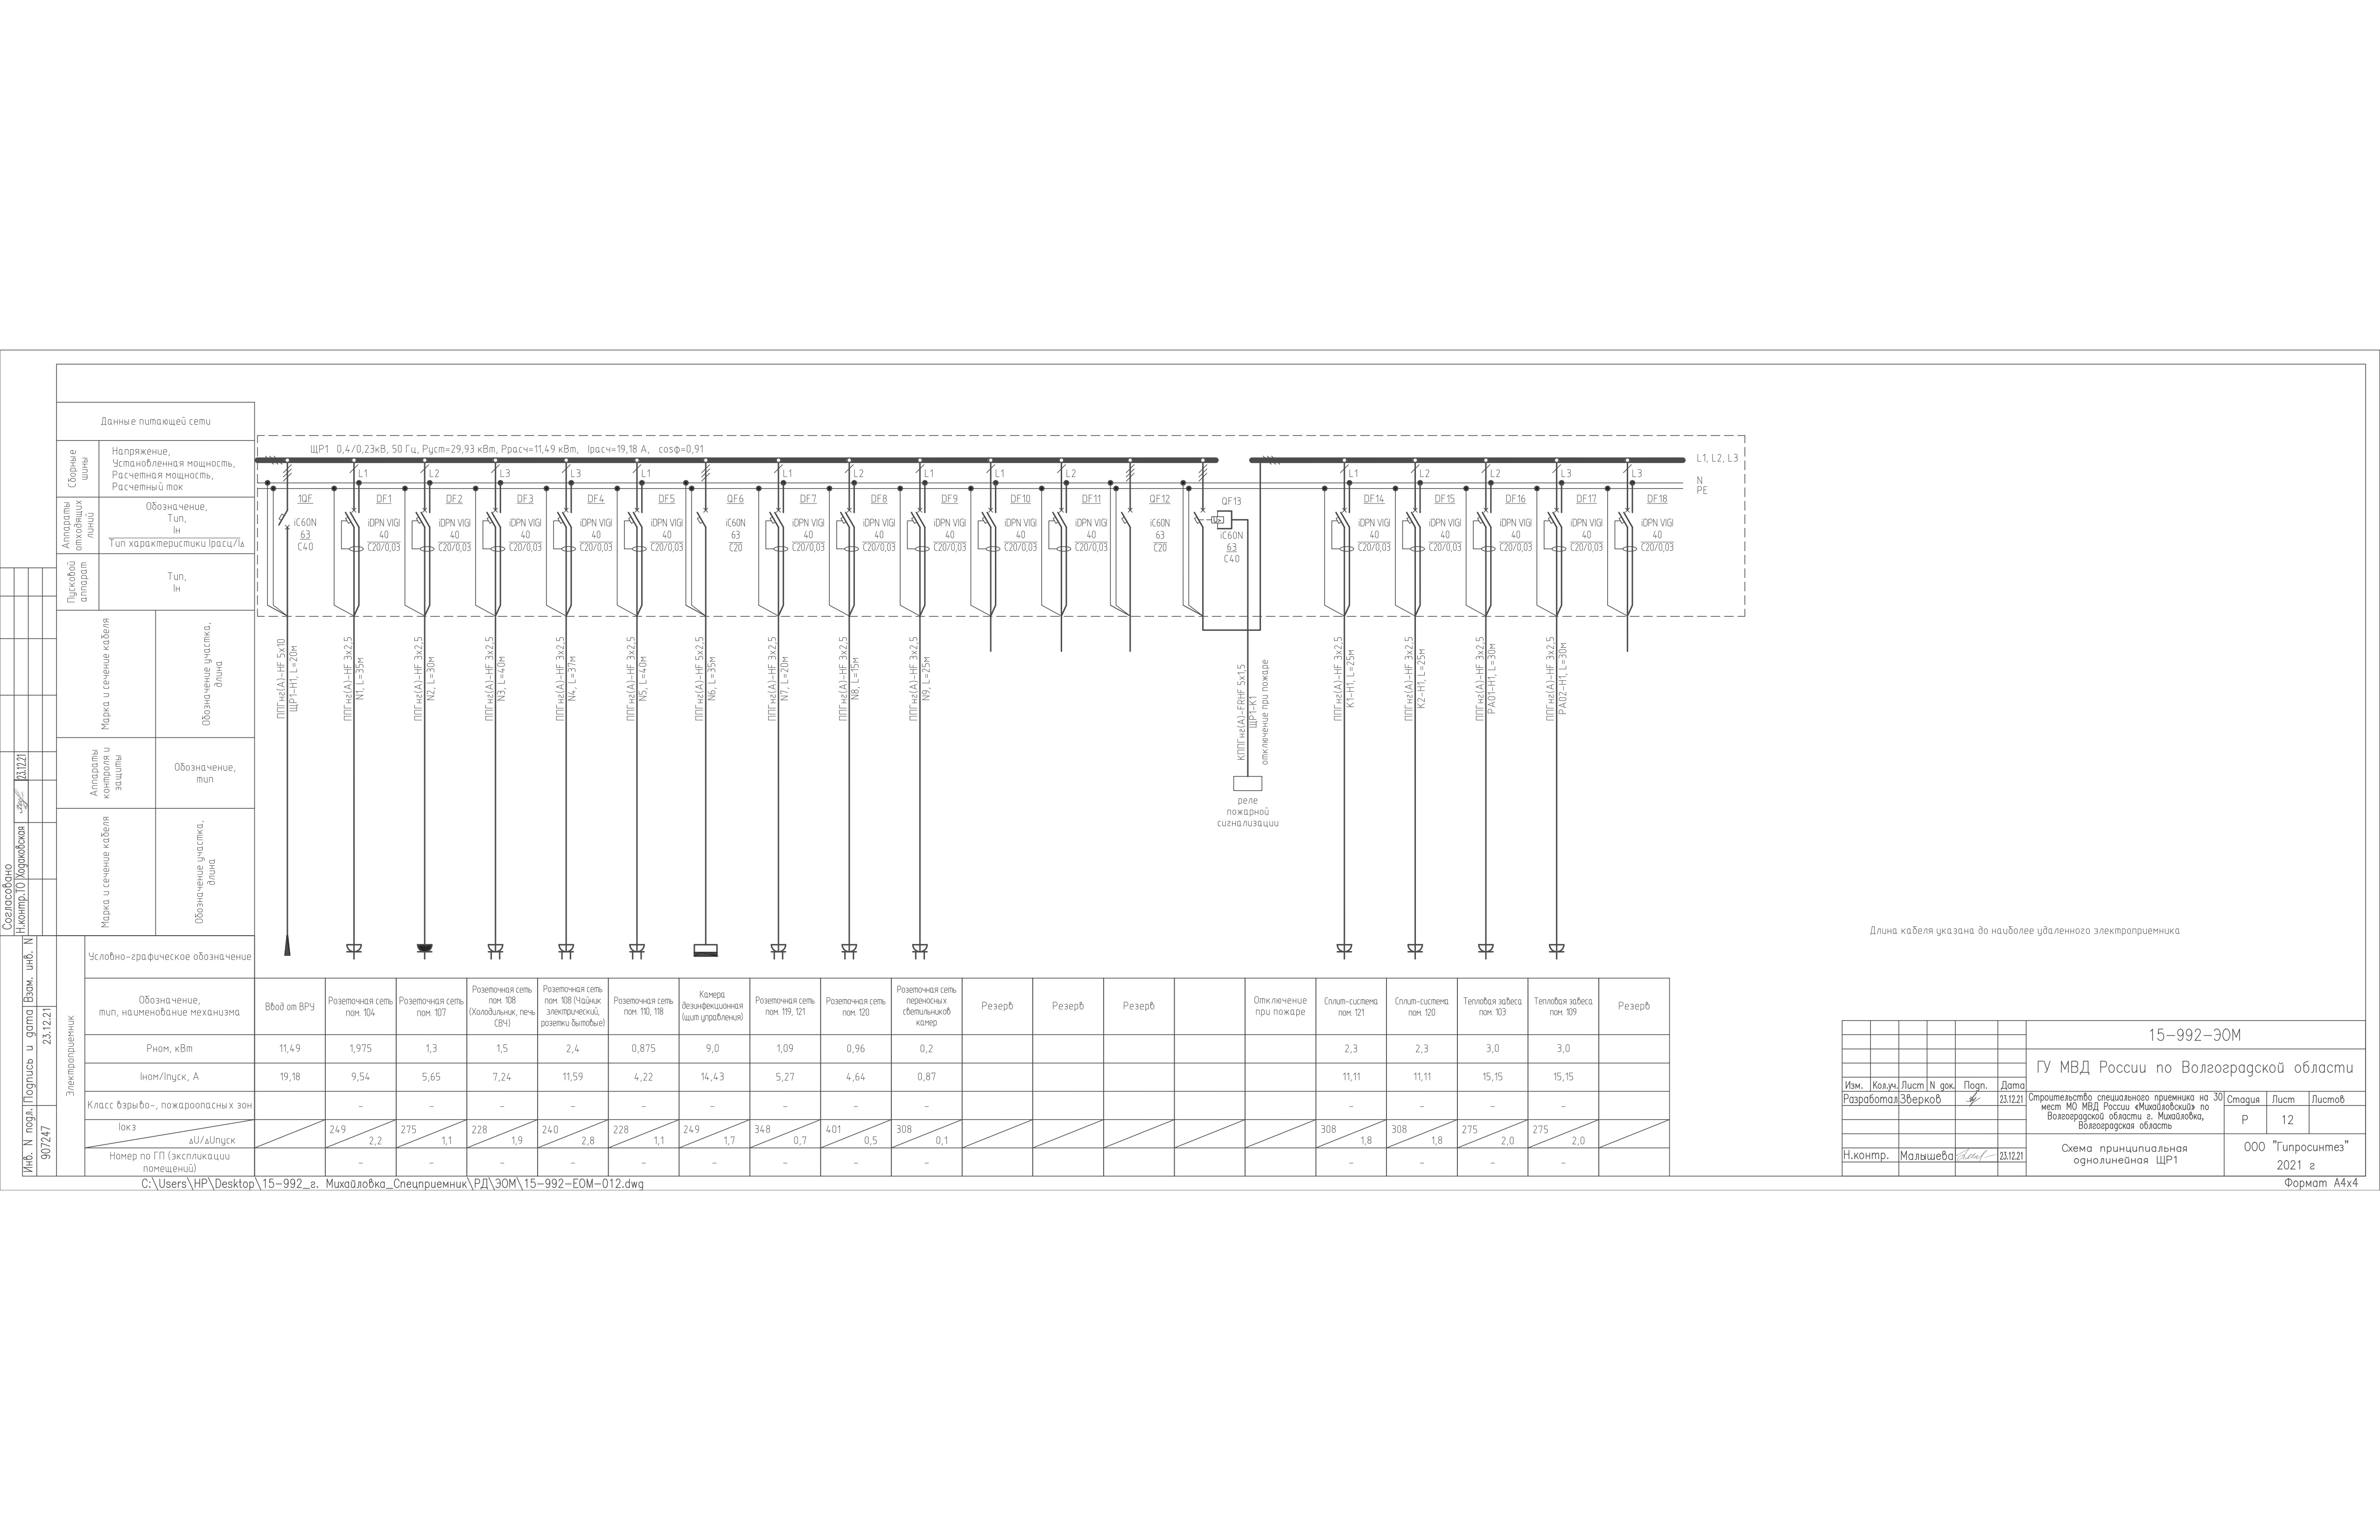 Данные питающей сети
Сборные
шины
Напряжение,
Установленная мощность,
Расчетная мощность,
Расчетный ток
Аппараты
отходящих
линий
Обозначение,
Тип,
Iн
Тип характеристики Iрасц/I∆
Пусковой
аппарат
Тип,
Iн
Марка и сечение кабеля
Обозначение участка,
длина
Аппараты
контроля и
защиты
Обозначение,
тип
Марка и сечение кабеля
Обозначение участка,
длина
ЩР1 0,4/0,23кВ, 50 Гц, Руст=29,93 кВт, Ррасч=11,49 кВт, Iрасч=19,18 А, cosφ=0,91
L1, L2, L3
N
PE
L1 L2 L3 L3 L1 L1 L2 L1 L1 L2 L1 L2 L2 L3 L3
1QF DF1 DF2 DF3 DF4 DF5 QF6 DF7 DF8 DF9 DF10 DF11 QF12 QF13 DF14 DF15 DF16 DF17 DF18
iC60N iDPN VIGI iDPN VIGI iDPN VIGI iDPN VIGI iDPN VIGI iC60N iDPN VIGI iDPN VIGI iDPN VIGI iDPN VIGI iDPN VIGI iC60N iC60N iDPN VIGI iDPN VIGI iDPN VIGI iDPN VIGI iDPN VIGI
63 40 40 40 40 40 63 40 40 40 40 40 63 63 40 40 40 40 40
C40 C20/0,03 C20/0,03 C20/0,03 C20/0,03 C20/0,03 C20 C20/0,03 C20/0,03 C20/0,03 C20/0,03 C20/0,03 C20 C40 C20/0,03 C20/0,03 C20/0,03 C20/0,03 C20/0,03
ППГнг(А)-HF 5х10
ЩР1-Н1, L=20м
ППГнг(А)-HF 3х2,5
N1, L=35м
ППГнг(А)-HF 3х2,5
N2, L=30м
ППГнг(А)-HF 3х2,5
N3, L=40м
ППГнг(А)-HF 3х2,5
N4, L=37м
ППГнг(А)-HF 3х2,5
N5, L=40м
ППГнг(А)-HF 5х2,5
N6, L=35м
ППГнг(А)-HF 3х2,5
N7, L=20м
ППГнг(А)-HF 3х2,5
N8, L=15м
ППГнг(А)-HF 3х2,5
N9, L=25м
КППГнг(А)-FRHF 5х1,5
ЩР1-К1
отключение при пожаре
реле
пожарной
сигнализации
ППГнг(А)-HF 3х2,5
К1-Н1, L=25м
ППГнг(А)-HF 3х2,5
К2-Н1, L=25м
ППГнг(А)-HF 3х2,5
РА01-Н1, L=30м
ППГнг(А)-HF 3х2,5
РА02-Н1, L=30м
Длина кабеля указана до наиболее удаленного электроприемника
Электроприемник
Условно-графическое обозначение
Обозначение,
тип, наименование механизма
Ввод от ВРУ
Розеточная сеть
пом. 104
Розеточная сеть
пом. 107
Розеточная сеть
пом. 108
(Холодильник, печь
СВЧ)
Розеточная сеть
пом. 108 (Чайник
электрический,
розетки бытовые)
Розеточная сеть
пом. 110, 118
Камера
дезинфекционная
(щит управления)
Розеточная сеть
пом. 119, 121
Розеточная сеть
пом. 120
Розеточная сеть
переносных
светильников
камер
Резерв
Резерв
Резерв
Отключение
при пожаре
Сплит-система
пом. 121
Сплит-система
пом. 120
Тепловая завеса
пом. 103
Тепловая завеса
пом. 109
Резерв
Рном, кВт 11,49 1,975 1,3 1,5 2,4 0,875 9,0 1,09 0,96 0,2 2,3 2,3 3,0 3,0
Iном/Iпуск, А 19,18 9,54 5,65 7,24 11,59 4,22 14,43 5,27 4,64 0,87 11,11 11,11 15,15 15,15
Класс взрыво-, пожароопасных зон - - - - - - - - - - - - -
Iокз 249 275 228 240 228 249 348 401 308 308 308 275 275
∆U/∆Uпуск 2,2 1,1 1,9 2,8 1,1 1,7 0,7 0,5 0,1 1,8 1,8 2,0 2,0
Номер по ГП (экспликации
помещений) - - - - - - - - - - - - -
Согласовано
Н.контр.ТО Ходаковская 23.12.21
Взам. инв. N
Подпись и дата 23.12.21
Инв. N подл. 907247
15-992-ЭОМ
ГУ МВД России по Волгоградской области
Изм. Кол.уч. Лист N док. Подп. Дата
Разработал Зверков 23.12.21
Строительство специального приемника на 30
мест МО МВД России «Михайловский» по
Волгоградской области г. Михайловка,
Волгоградская область
Стадия Лист Листов
Р 12
Н.контр. Малышева 23.12.21
Схема принципиальная
однолинейная ЩР1
ООО "Гипросинтез"
2021 г
C:\Users\HP\Desktop\15-992_г. Михайловка_Спецприемник\РД\ЭОМ\15-992-EOM-012.dwg
Формат А4х4